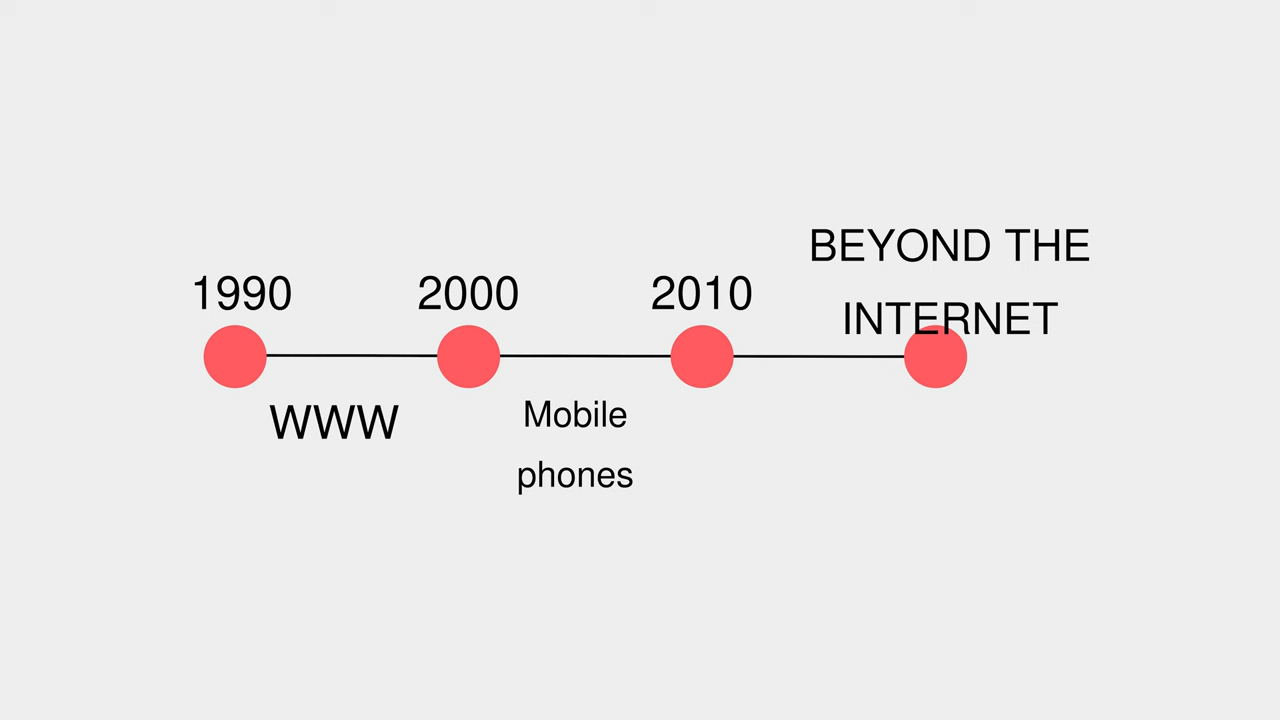 BEYOND THE
INTERNET
1990
2000
2010
WWW
Mobile
phones